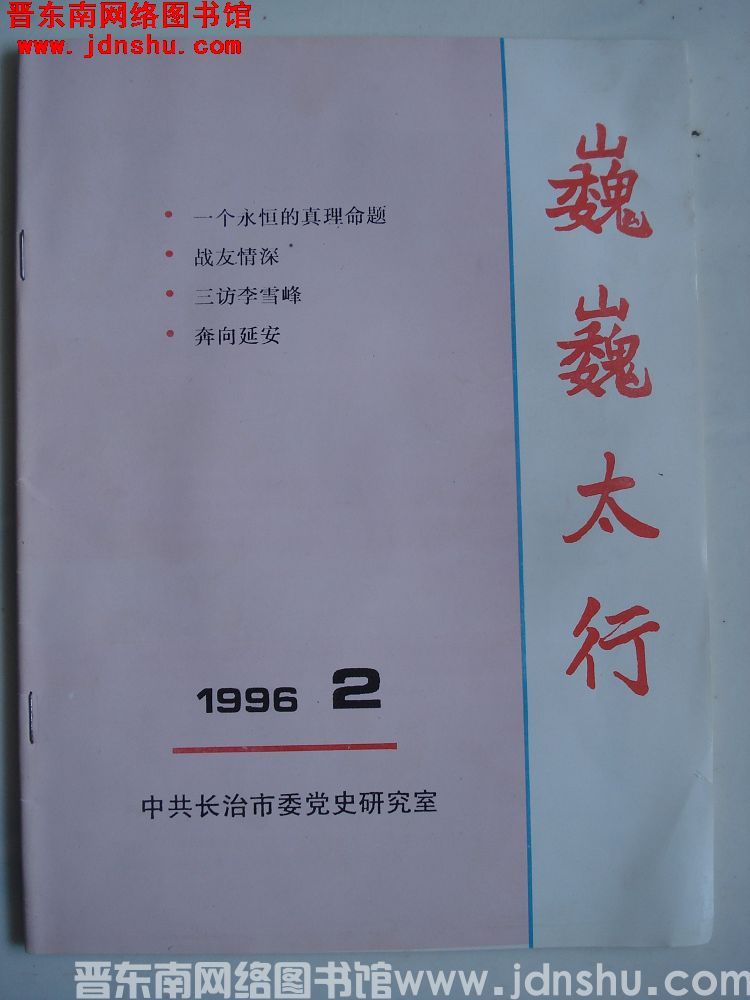 晋东南网络图书馆
www.jdnshu.com
巍巍太行
• 一个永恒的真理命题
• 战友情深
• 三访李雪峰
• 奔向延安
1996 2
中共长治市委党史研究室
晋东南网络图书馆www.jdnshu.com